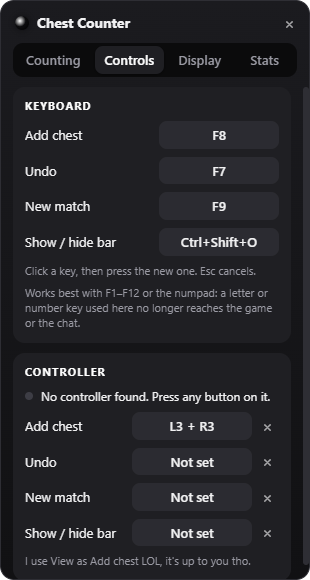 Chest Counter ×
Counting Controls Display Stats
KEYBOARD
Add chest F8
Undo F7
New match F9
Show / hide bar Ctrl+Shift+O
Click a key, then press the new one. Esc cancels.
Works best with F1–F12 or the numpad: a letter or
number key used here no longer reaches the game
or the chat.
CONTROLLER
No controller found. Press any button on it.
Add chest L3 + R3 ×
Undo Not set ×
New match Not set ×
Show / hide bar Not set ×
I use View as Add chest LOL, it's up to you tho.